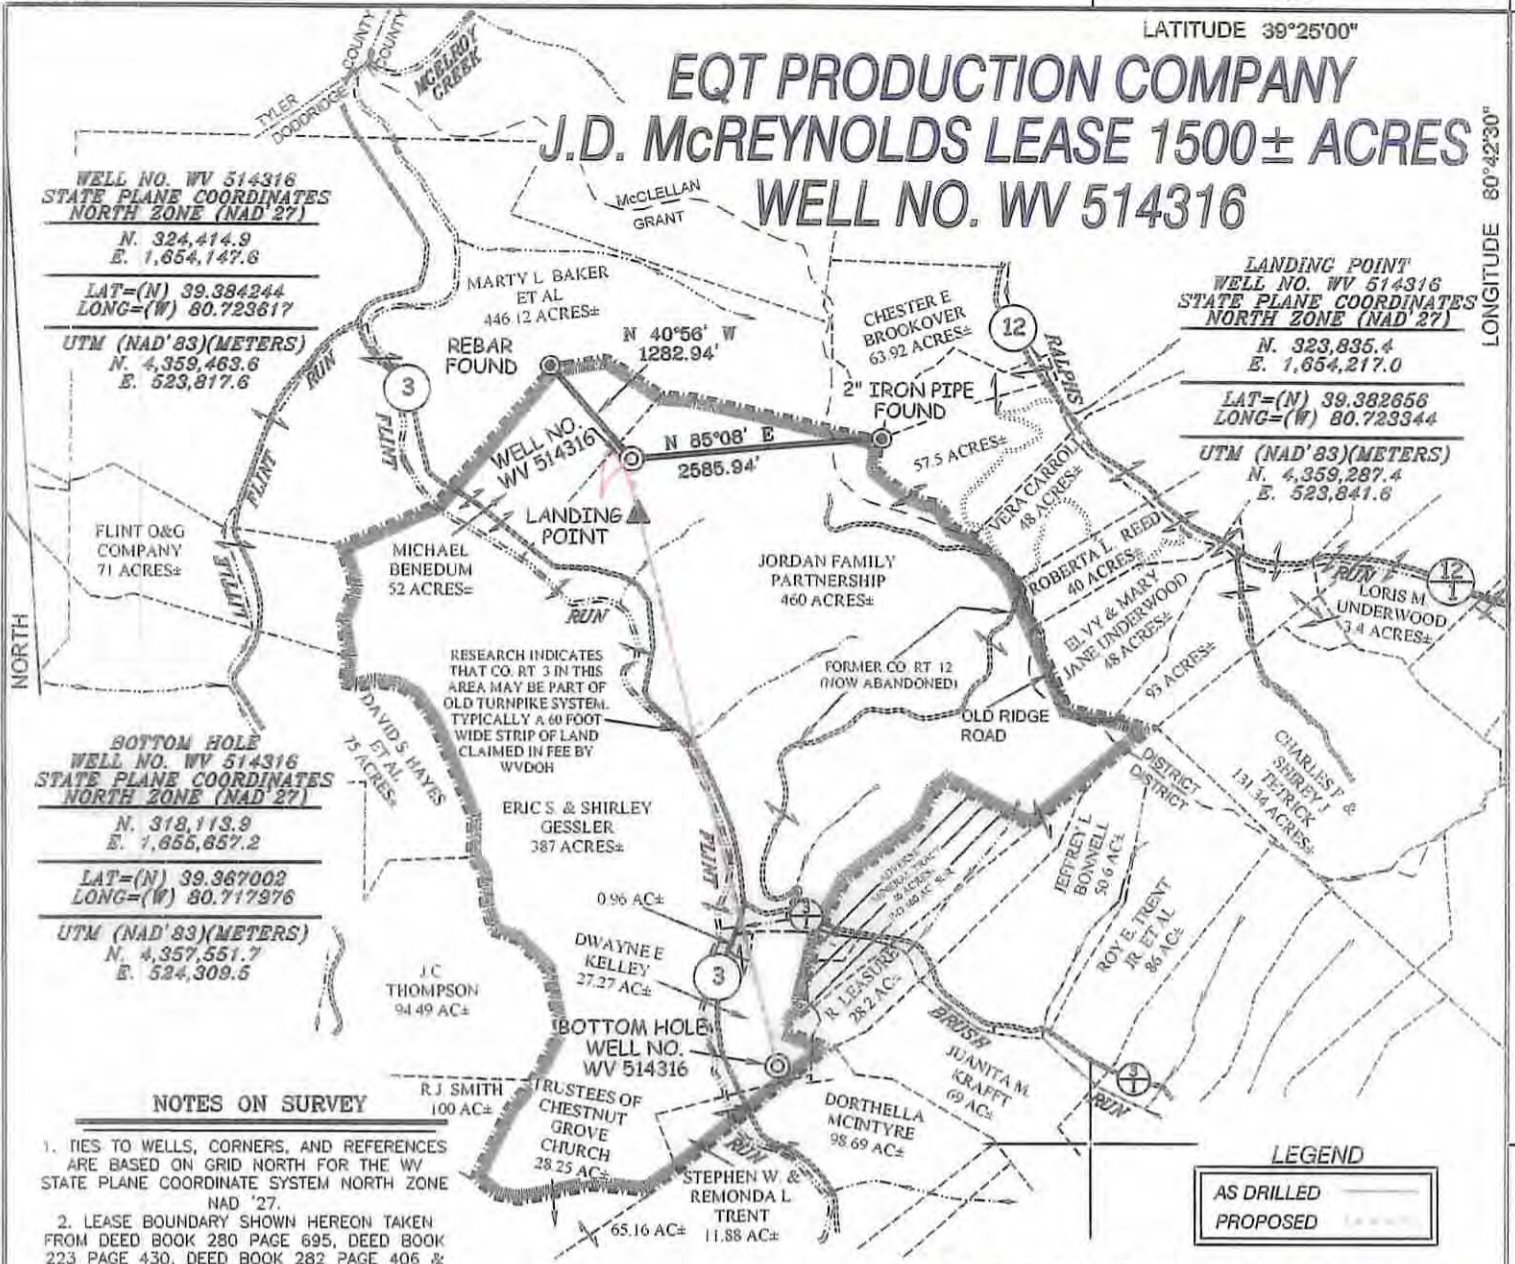 LATITUDE 39°25'00"
EQT PRODUCTION COMPANY
J.D. McREYNOLDS LEASE 1500± ACRES
WELL NO. WV 514316
LONGITUDE 80°42'30"
TYLER
COUNTY
DODDRIDGE
COUNTY
McELROY
CREEK
McCLELLAN
GRANT
WELL NO. WV 514316
STATE PLANE COORDINATES
NORTH ZONE (NAD'27)
N. 324,414.9
E. 1,654,147.6
LAT=(N) 39.384244
LONG=(W) 80.723617
UTM (NAD'83)(METERS)
N. 4,359,463.6
E. 523,817.6
LANDING POINT
WELL NO. WV 514316
STATE PLANE COORDINATES
NORTH ZONE (NAD'27)
N. 323,835.4
E. 1,654,217.0
LAT=(N) 39.382656
LONG=(W) 80.723344
UTM (NAD'83)(METERS)
N. 4,359,287.4
E. 523,841.6
MARTY L BAKER
ET AL
446.12 ACRES±
CHESTER E
BROOKOVER
63.92 ACRES±
12
RALPHS
REBAR
FOUND
N 40°56' W
1282.94'
2" IRON PIPE
FOUND
3
FLINT
RUN
FLINT
LITTLE
WELL NO.
WV 514316
N 85°08' E
2585.94'
57.5 ACRES±
VERA CARROLL
48 ACRES±
LANDING
POINT
FLINT O&G
COMPANY
71 ACRES±
MICHAEL
BENEDUM
52 ACRES±
JORDAN FAMILY
PARTNERSHIP
460 ACRES±
ROBERTA L. REED
40 ACRES±
RUN
12
1
LORIS M
UNDERWOOD
3.4 ACRES±
RUN
ELVY & MARY
JANE UNDERWOOD
48 ACRES±
93 ACRES±
NORTH
RESEARCH INDICATES
THAT CO. RT 3 IN THIS
AREA MAY BE PART OF
OLD TURNPIKE SYSTEM.
TYPICALLY A 60 FOOT
WIDE STRIP OF LAND
CLAIMED IN FEE BY
WVDOH
FORMER CO RT 12
(NOW ABANDONED)
OLD RIDGE
ROAD
DAVID S. HAYES
ET AL
75 ACRES±
DISTRICT
DISTRICT
CHARLES P &
SHIREY J
TETRICK
131.34 ACRES±
BOTTOM HOLE
WELL NO. WV 514316
STATE PLANE COORDINATES
NORTH ZONE (NAD'27)
N. 318,113.9
E. 1,655,657.2
LAT=(N) 39.367002
LONG=(W) 80.717976
UTM (NAD'83)(METERS)
N. 4,357,551.7
E. 524,309.5
ERIC S & SHIRLEY
GESSLER
387 ACRES±
FLINT
JEFFREY L
BONNELL
50.6 AC±
ADVERSE
MINERAL TRACT
0.96 AC±
3
1
ROY E. TRENT
JR. ET AL
86 AC±
DWAYNE E
KELLEY
27.27 AC±
3
R. LEASURE
28.2 AC±
J.C
THOMPSON
94.49 AC±
BRUSH
RUN
BOTTOM HOLE
WELL NO.
WV 514316
JUANITA M.
KRAFFT
69 AC±
3
1
R.J SMITH
100 AC±
TRUSTEES OF
CHESTNUT
GROVE
CHURCH
28.25 AC±
DORTHELLA
MCINTYRE
98.69 AC±
RUN
STEPHEN W. &
REMONDA L
TRENT
11.88 AC±
65.16 AC±
NOTES ON SURVEY
1. TIES TO WELLS, CORNERS, AND REFERENCES
ARE BASED ON GRID NORTH FOR THE WV
STATE PLANE COORDINATE SYSTEM NORTH ZONE
NAD '27.
2. LEASE BOUNDARY SHOWN HEREON TAKEN
FROM DEED BOOK 280 PAGE 695, DEED BOOK
223 PAGE 430, DEED BOOK 282 PAGE 406 &
LEGEND
AS DRILLED
PROPOSED